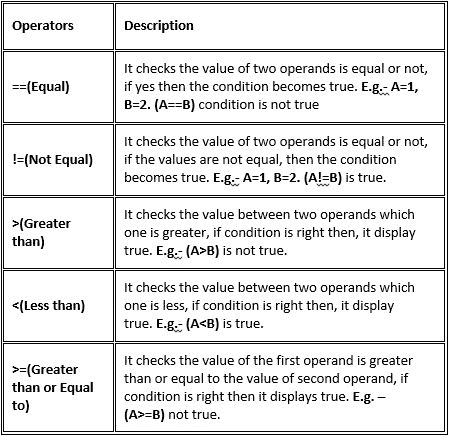 Operators
Description
==(Equal)
It checks the value of two operands is equal or not,
if yes then the condition becomes true. E.g.- A=1,
B=2. (A==B) condition is not true
!=(Not Equal)
It checks the value of two operands is equal or not,
if the values are not equal, then the condition
becomes true. E.g.- A=1, B=2. (A!=B) is true.
>(Greater
than)
It checks the value between two operands which
one is greater, if condition is right then, it display
true. E.g.- (A>B) is not true.
<(Less than)
It checks the value between two operands which
one is less, if condition is right then, it display
true. E.g.- (A<B) is true.
>=(Greater
than or Equal
to)
It checks the value of the first operand is greater
than or equal to the value of second operand, if
condition is right then it displays true. E.g. –
(A>=B) not true.